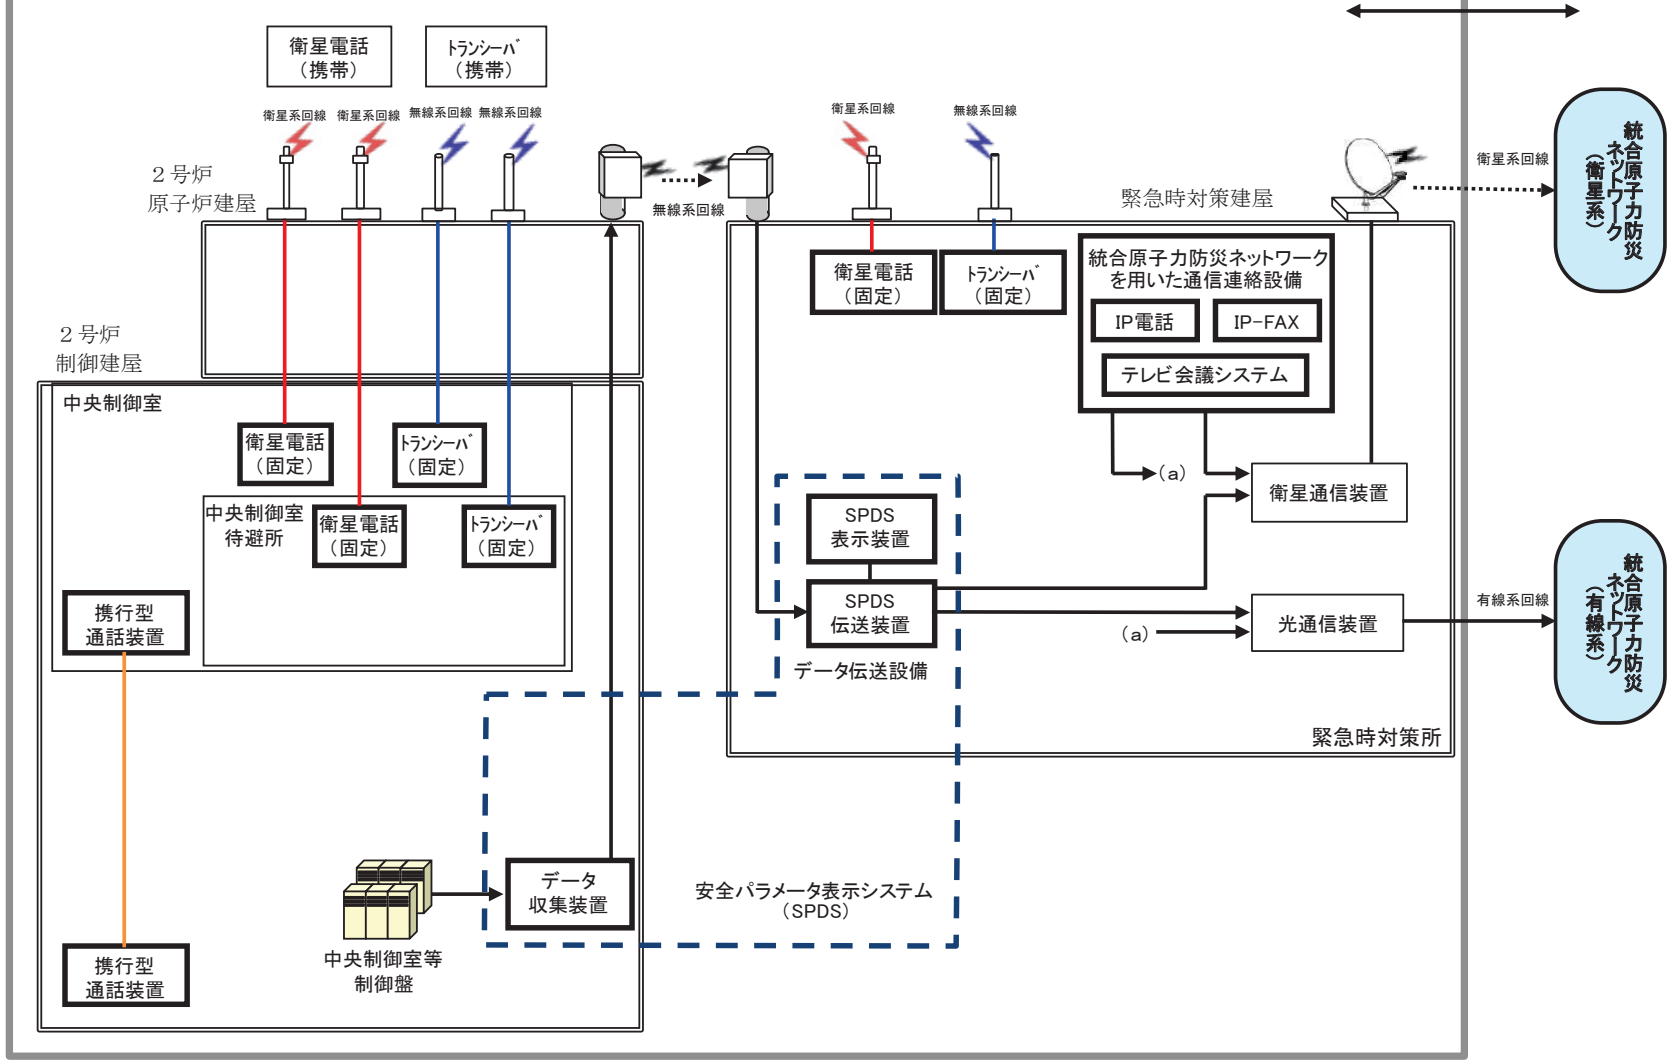 衛星電話
（携帯）
トランシーバ
（携帯）
衛星系回線
衛星系回線
無線系回線
無線系回線
衛星系回線
無線系回線
２号炉
原子炉建屋
無線系回線
緊急時対策建屋
衛星系回線
統合原子力防災
ネットワーク
（衛星系）
衛星電話
（固定）
トランシーバ
（固定）
統合原子力防災ネットワーク
を用いた通信連絡設備
IP電話
IP-FAX
テレビ会議システム
２号炉
制御建屋
中央制御室
衛星電話
（固定）
トランシーバ
（固定）
中央制御室
待避所
衛星電話
（固定）
トランシーバ
（固定）
(a)
衛星通信装置
SPDS
表示装置
SPDS
伝送装置
データ伝送設備
(a)
光通信装置
有線系回線
統合原子力防災
ネットワーク
（有線系）
携行型
通話装置
緊急時対策所
データ
収集装置
安全パラメータ表示システム
（SPDS）
中央制御室等
制御盤
携行型
通話装置